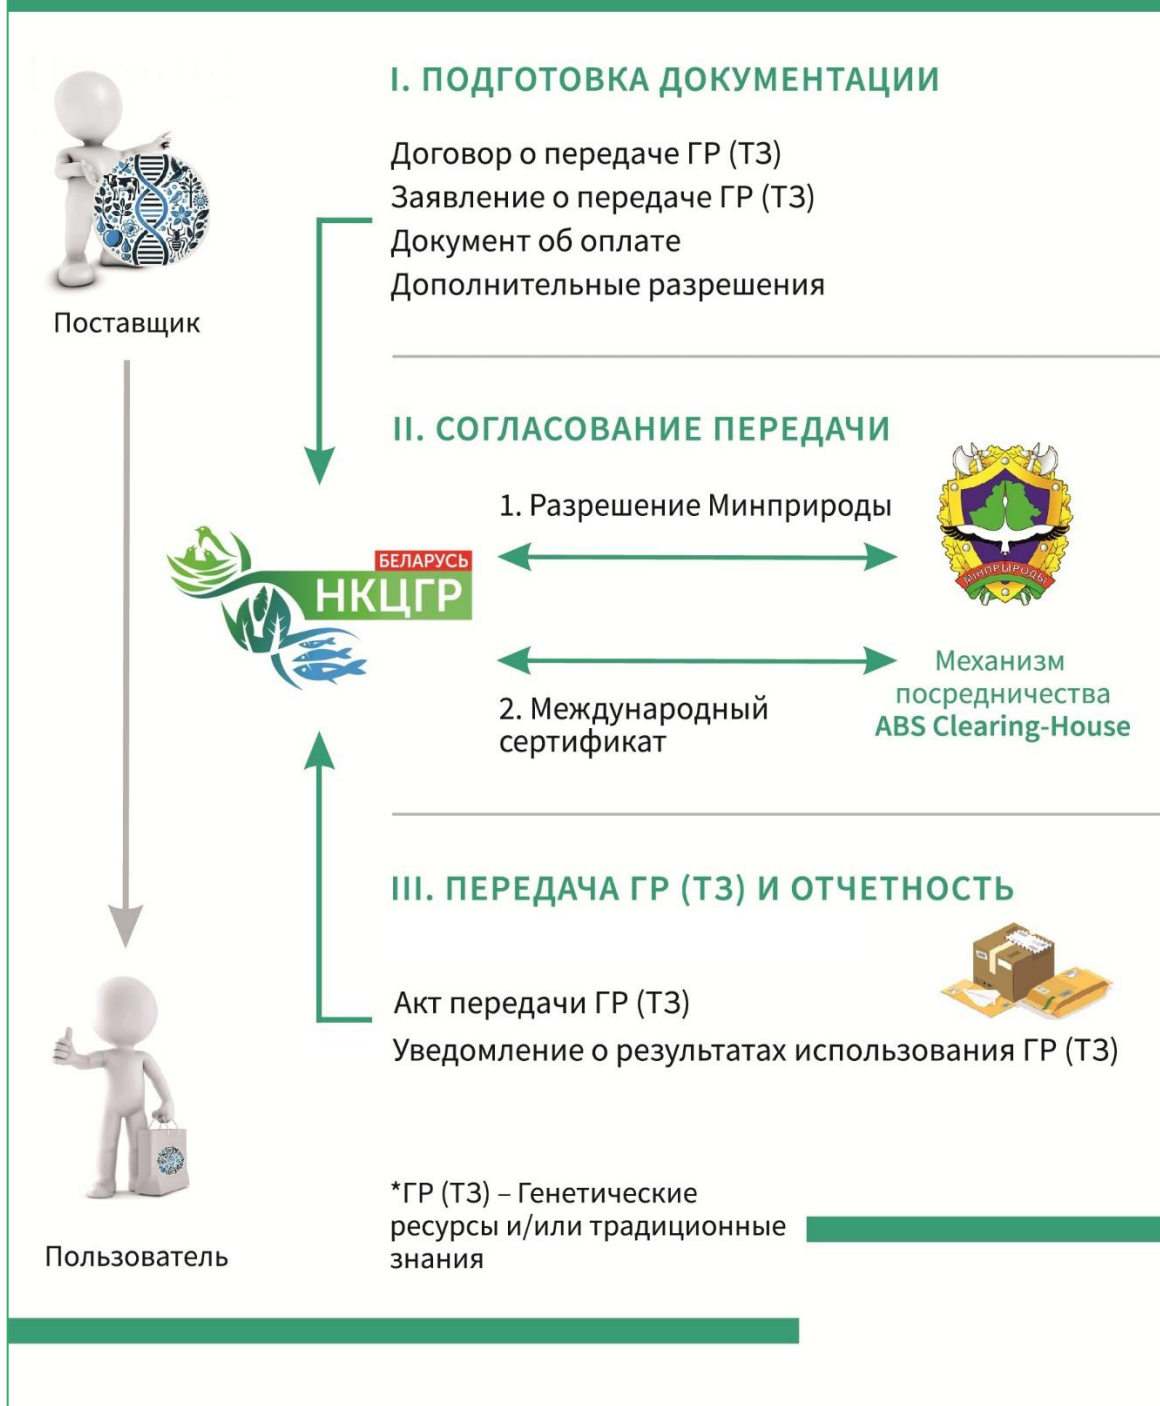 I. ПОДГОТОВКА ДОКУМЕНТАЦИИ
Договор о передаче ГР (ТЗ)
Заявление о передаче ГР (ТЗ)
Документ об оплате
Дополнительные разрешения
Поставщик
II. СОГЛАСОВАНИЕ ПЕРЕДАЧИ
1. Разрешение Минприроды
МІНПРЫРОДЫ
БЕЛАРУСЬ
НКЦГР
2. Международный
сертификат
Механизм
посредничества
ABS Clearing-House
III. ПЕРЕДАЧА ГР (ТЗ) И ОТЧЕТНОСТЬ
Акт передачи ГР (ТЗ)
Уведомление о результатах использования ГР (ТЗ)
Пользователь
*ГР (ТЗ) – Генетические
ресурсы и/или традиционные
знания